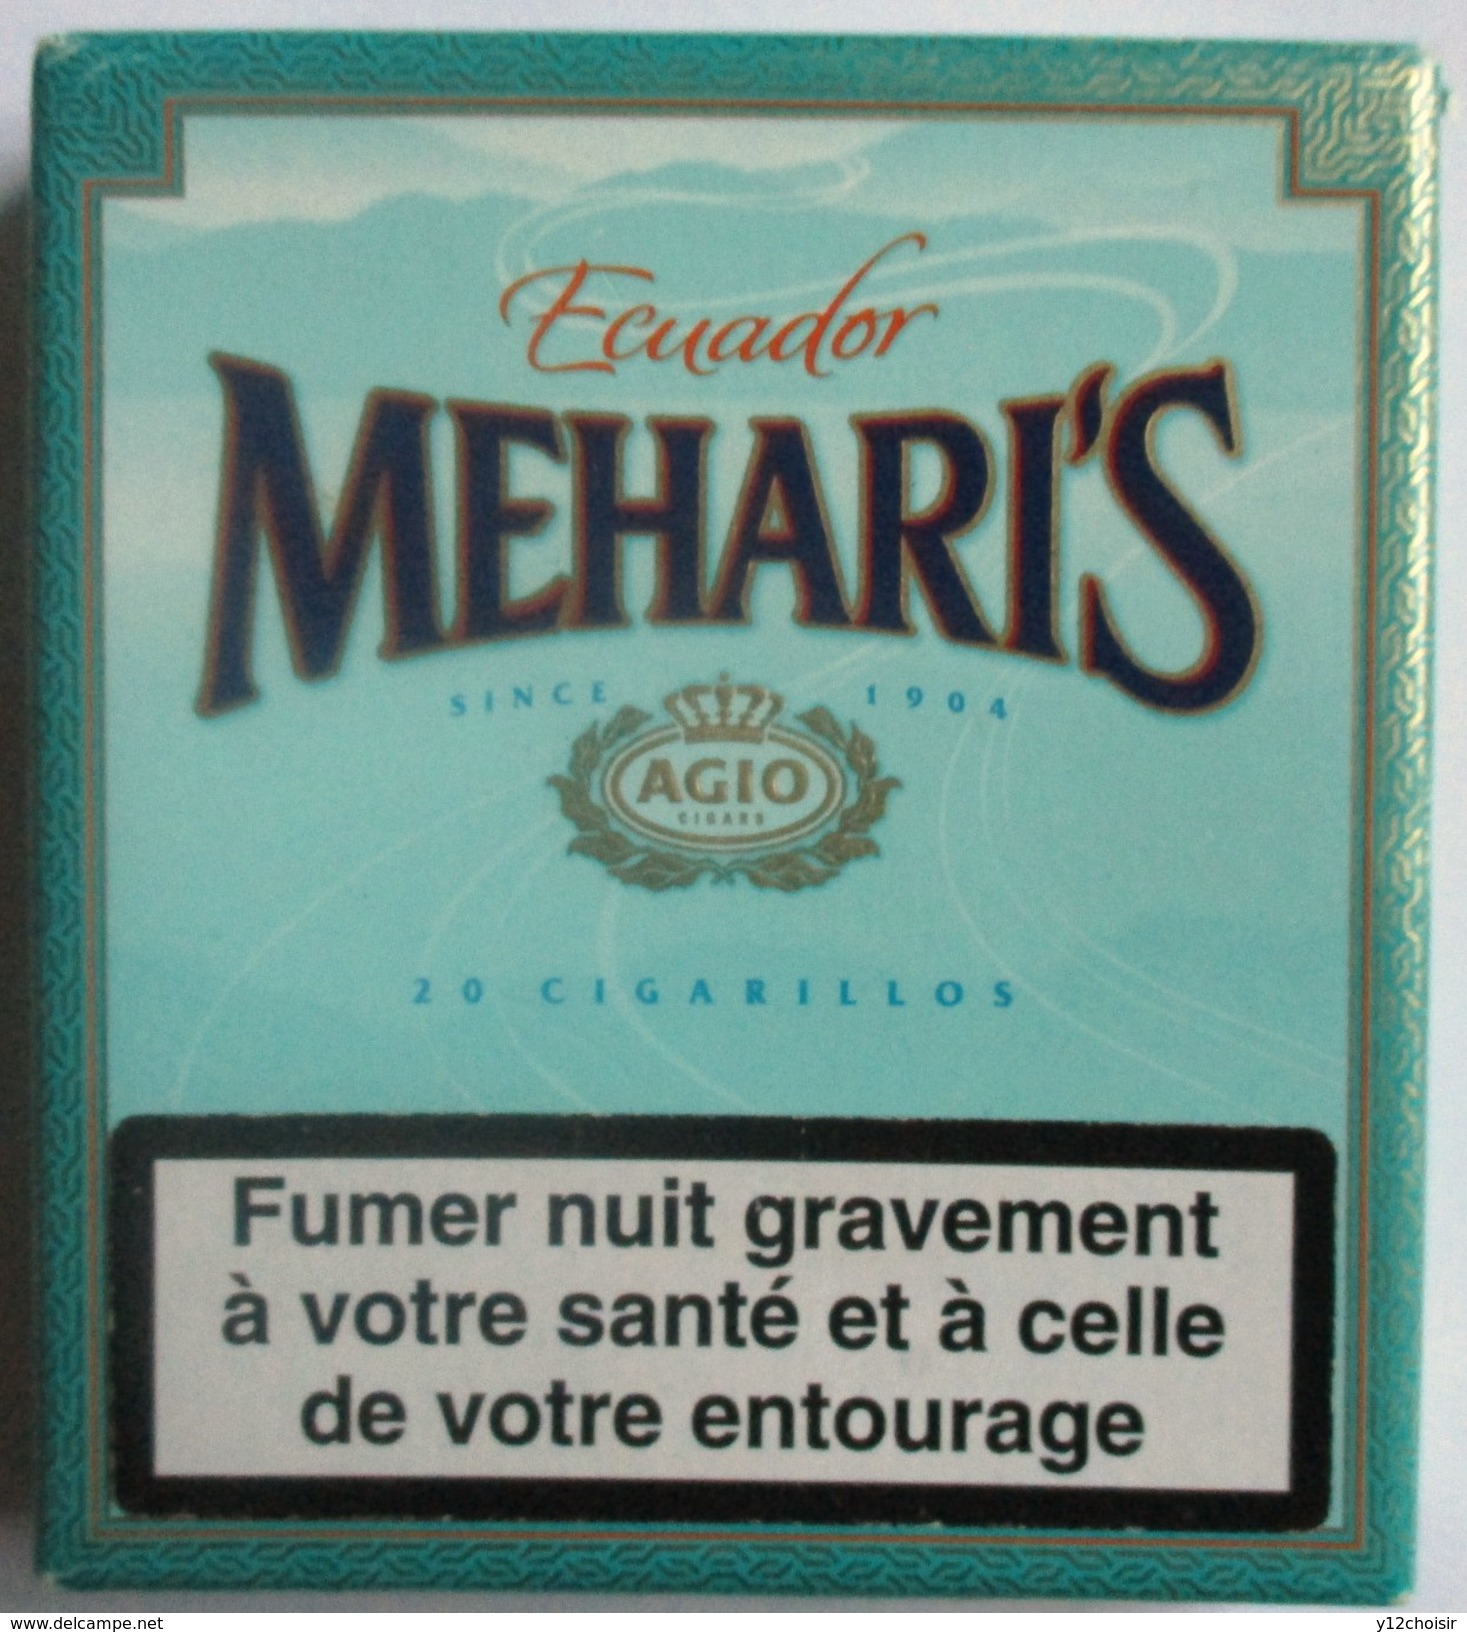 Ecuador
MEHARI'S
SINCE 1904
AGIO
CIGARS
20 CIGARILLOS
Fumer nuit gravement
à votre santé et à celle
de votre entourage
www.delcampe.net
y12choisir